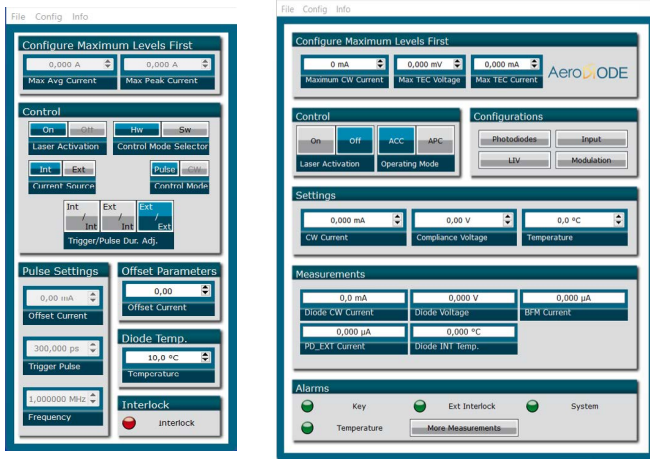 File Config Info
Configure Maximum Levels First
0,000 A 0,000 A
Max Avg Current Max Peak Current
Control
On Off Hw Sw
Laser Activation Control Mode Selector
Int Ext Pulse CW
Current Source Control Mode
Int Ext Ext
/ / /
Int Int Ext
Trigger/Pulse Dur. Adj.
Pulse Settings
0,00 mA
Offset Current
300,000 ps
Trigger Pulse
1,000000 MHz
Frequency
Offset Parameters
0,00
Offset Current
Diode Temp.
10,0 °C
Temperature
Interlock
Interlock
File Config Info
Configure Maximum Levels First
0 mA 0,000 mV 0,000 mA
Maximum CW Current Max TEC Voltage Max TEC Current
AeroDIODE
Control
On Off ACC APC
Laser Activation Operating Mode
Configurations
Photodiodes Input
LIV Modulation
Settings
0,000 mA 0,00 V 0,0 °C
CW Current Compliance Voltage Temperature
Measurements
0,0 mA 0,000 V 0,000 µA
Diode CW Current Diode Voltage BFM Current
0,000 µA 0,000 °C
PD_EXT Current Diode INT Temp.
Alarms
Key Ext Interlock System
Temperature More Measurements